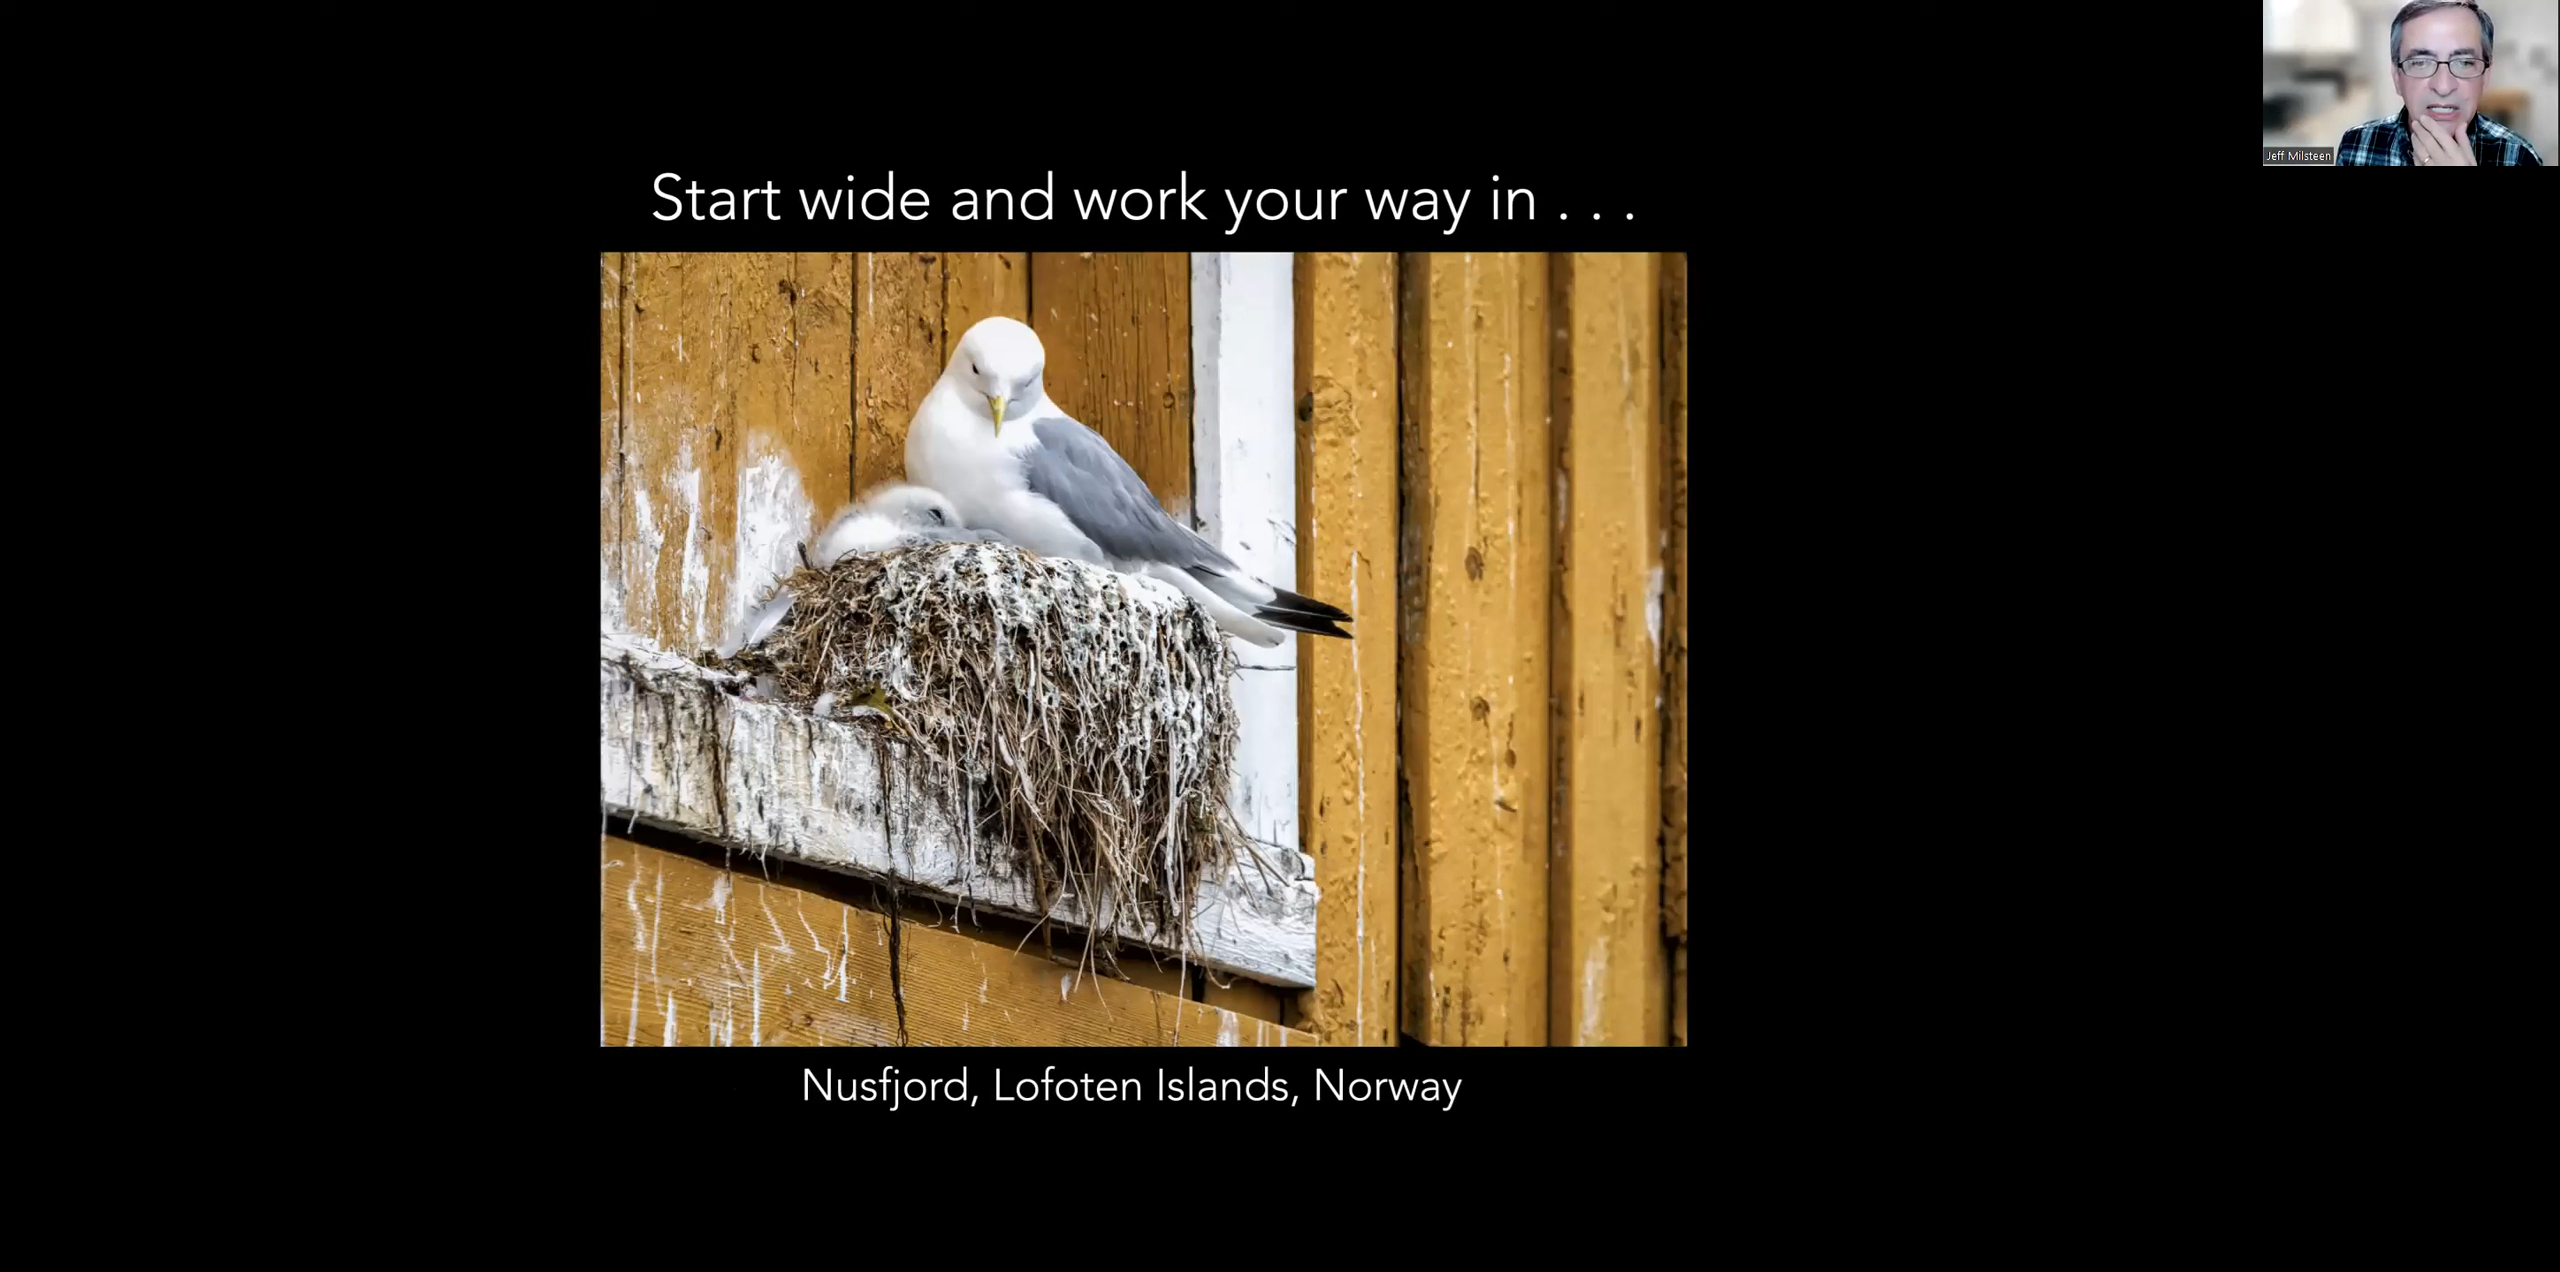 Jeff Milsteen
Start wide and work your way in . . .
Nusfjord, Lofoten Islands, Norway